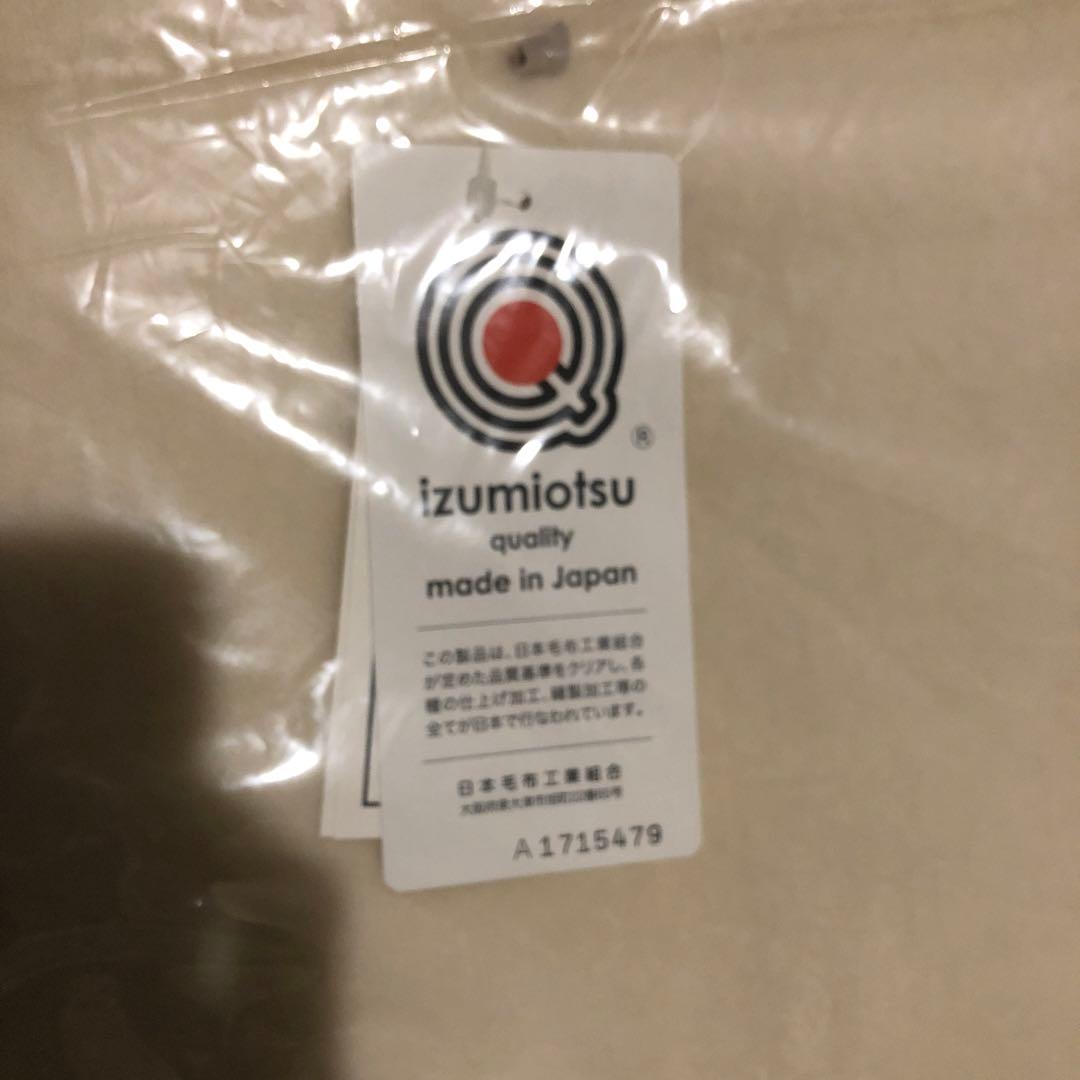 ®
izumiotsu
quality
made in Japan
この製品は、日本毛布工業組合
が定めた品質基準をクリアし、各
種の仕上げ加工、縫製加工等の
全てが日本で行なわれています。
日本毛布工業組合
A1715479